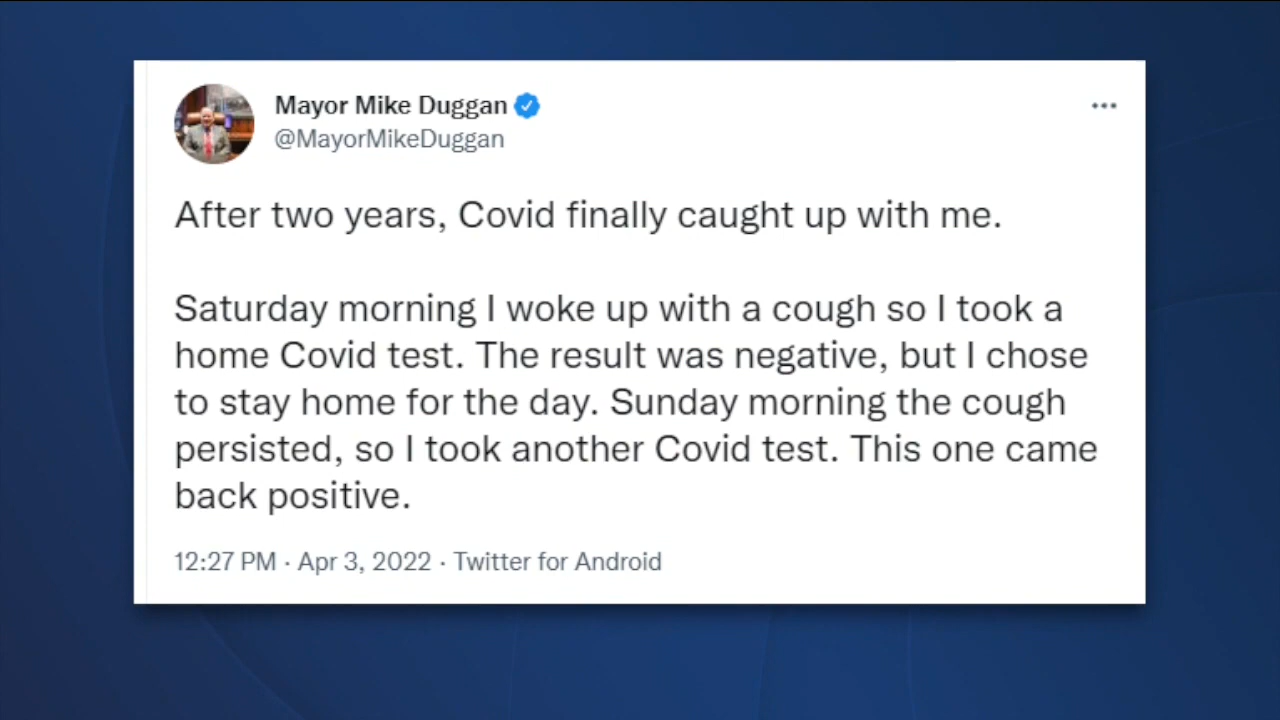 Mayor Mike Duggan
@MayorMikeDuggan
After two years, Covid finally caught up with me.
Saturday morning I woke up with a cough so I took a
home Covid test. The result was negative, but I chose
to stay home for the day. Sunday morning the cough
persisted, so I took another Covid test. This one came
back positive.
12:27 PM · Apr 3, 2022 · Twitter for Android